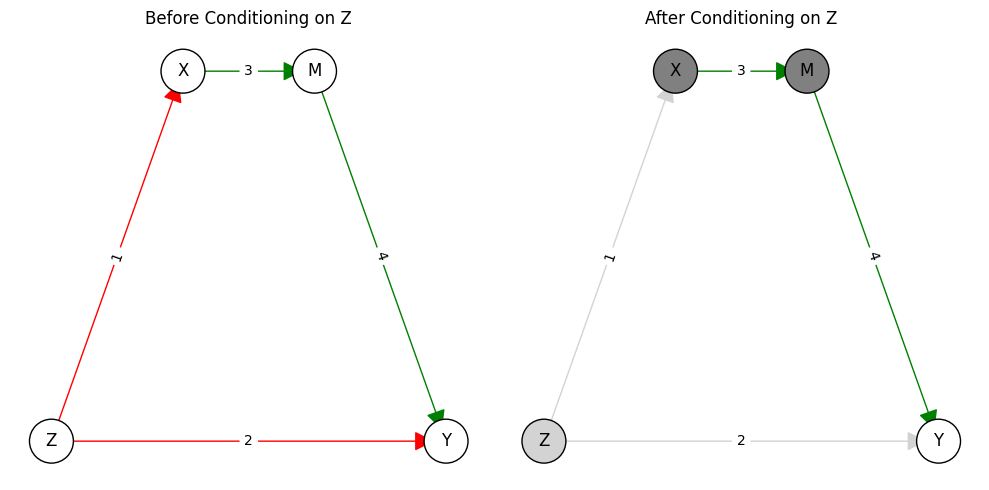 Before Conditioning on Z
X
3
M
1
4
Z
2
Y
After Conditioning on Z
X
3
M
1
4
Z
2
Y